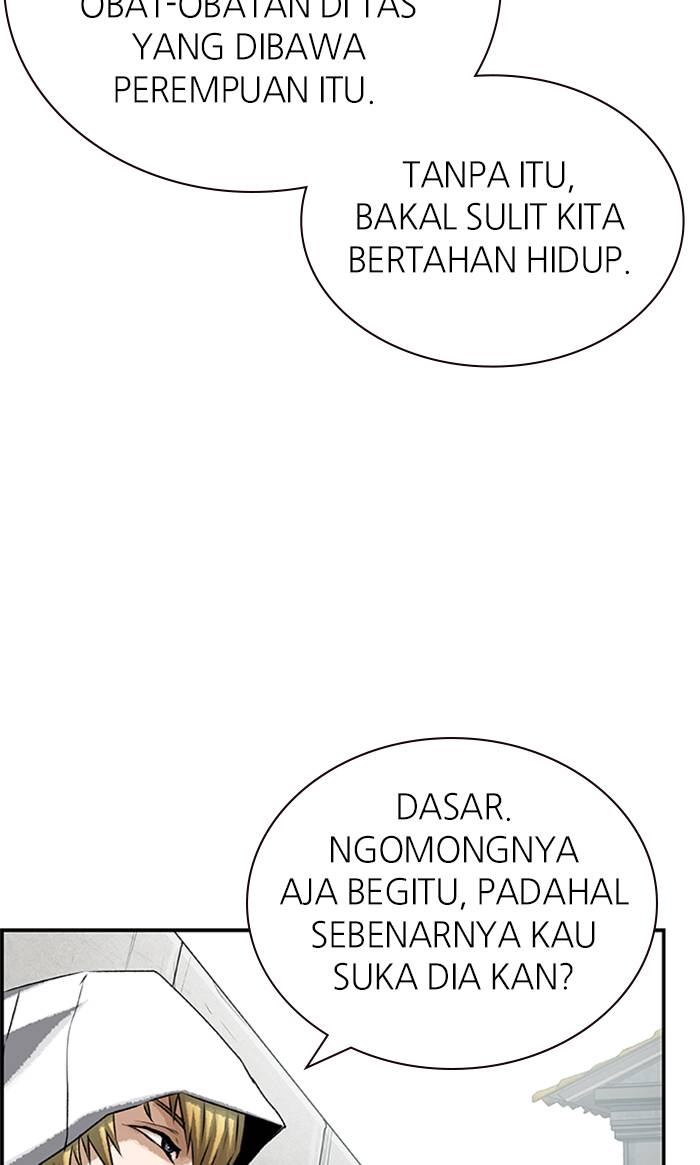 OBAT-OBATAN DI TAS
YANG DIBAWA
PEREMPUAN ITU.
TANPA ITU,
BAKAL SULIT KITA
BERTAHAN HIDUP.
DASAR.
NGOMONGNYA
AJA BEGITU, PADAHAL
SEBENARNYA KAU
SUKA DIA KAN?